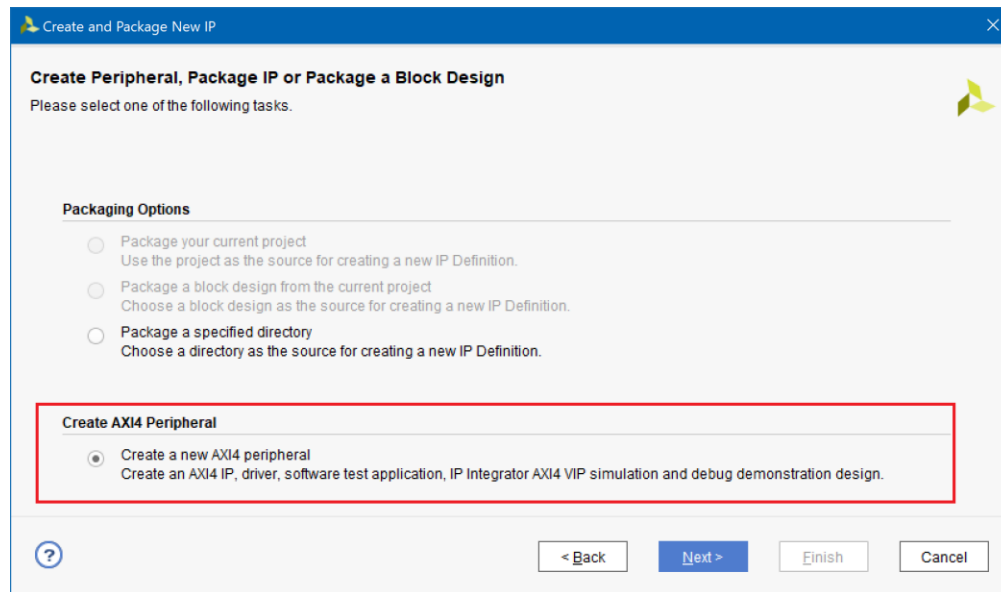 Create and Package New IP
Create Peripheral, Package IP or Package a Block Design
Please select one of the following tasks.
Packaging Options
Package your current project
Use the project as the source for creating a new IP Definition.
Package a block design from the current project
Choose a block design as the source for creating a new IP Definition.
Package a specified directory
Choose a directory as the source for creating a new IP Definition.
Create AXI4 Peripheral
Create a new AXI4 peripheral
Create an AXI4 IP, driver, software test application, IP Integrator AXI4 VIP simulation and debug demonstration design.
?
< Back
Next >
Finish
Cancel